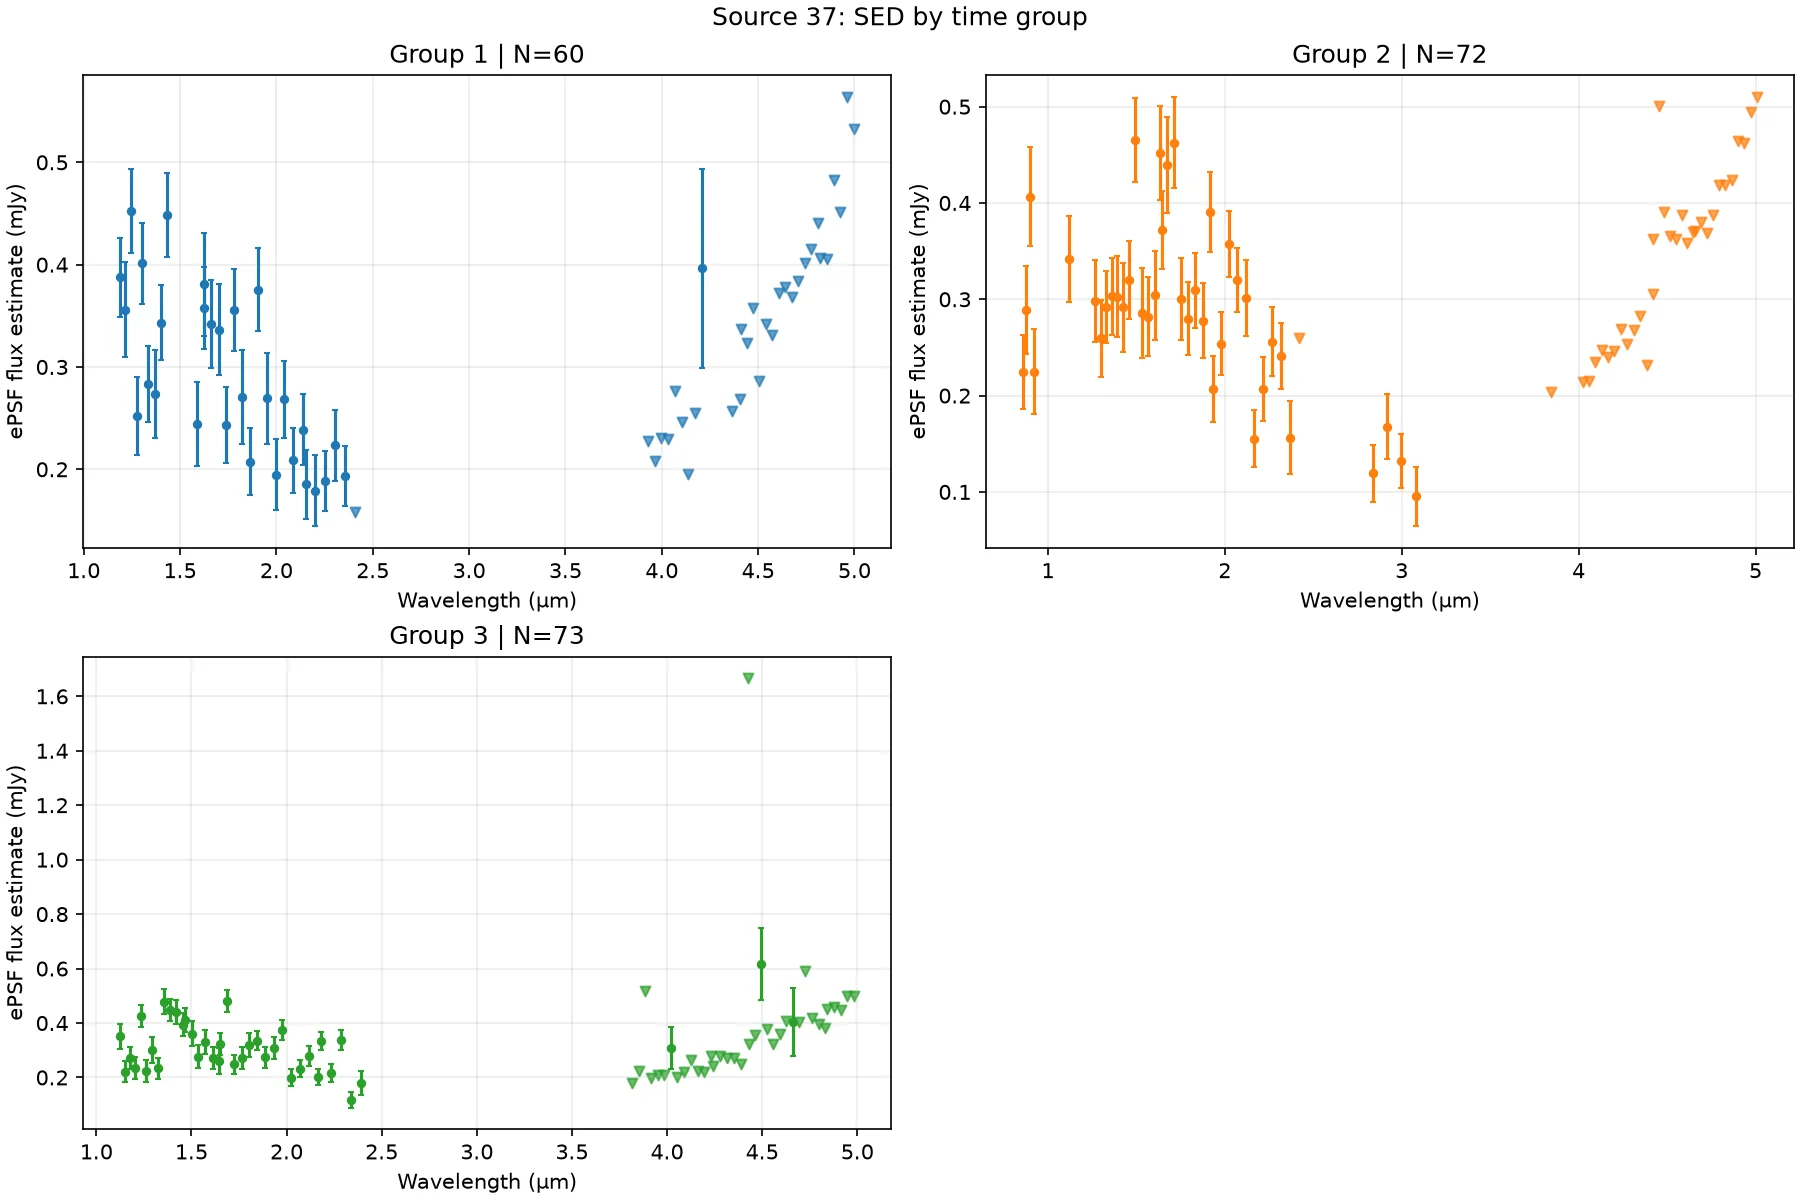 Source 37: SED by time group
Group 1 | N=60
ePSF flux estimate (mJy)
0.5
0.4
0.3
0.2
1.0 1.5 2.0 2.5 3.0 3.5 4.0 4.5 5.0
Wavelength (µm)
Group 2 | N=72
ePSF flux estimate (mJy)
0.5
0.4
0.3
0.2
0.1
1 2 3 4 5
Wavelength (µm)
Group 3 | N=73
ePSF flux estimate (mJy)
1.6
1.4
1.2
1.0
0.8
0.6
0.4
0.2
1.0 1.5 2.0 2.5 3.0 3.5 4.0 4.5 5.0
Wavelength (µm)